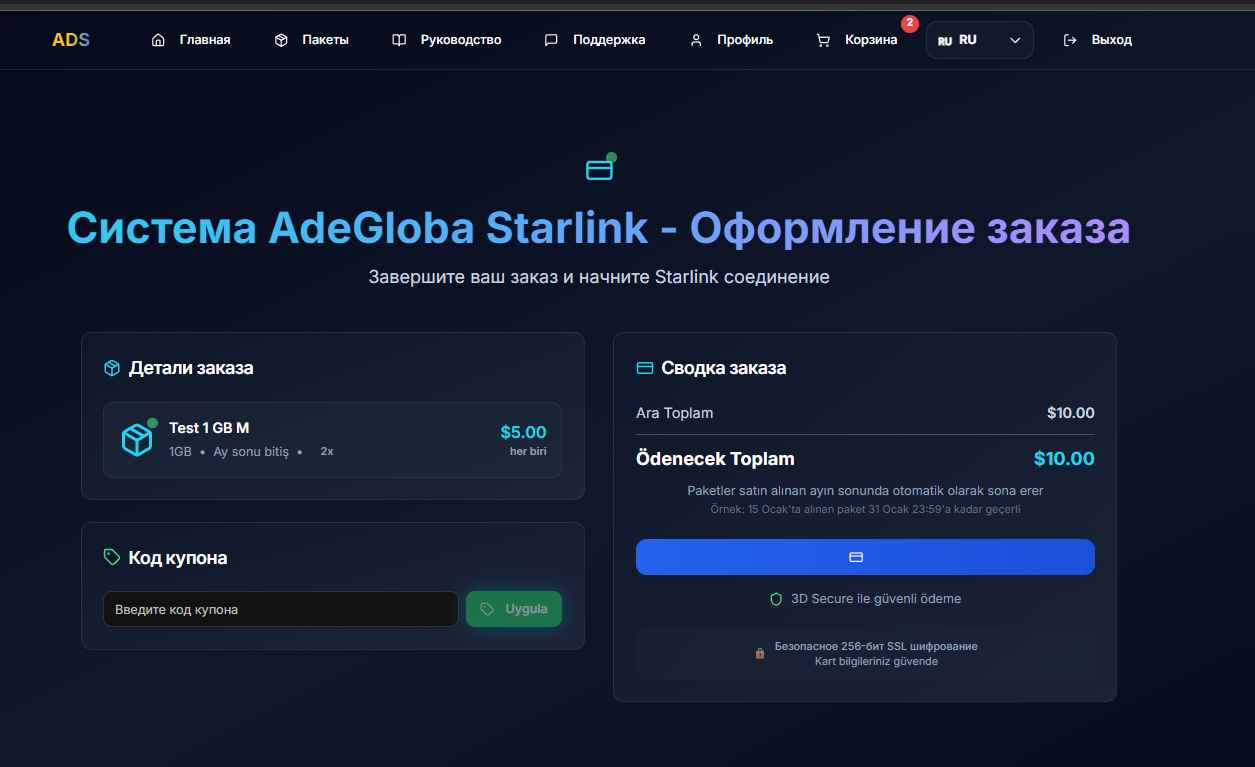 ADS
Главная
Пакеты
Руководство
Поддержка
Профиль
Корзина
2
RU RU
Выход
Система AdeGloba Starlink - Оформление заказа
Завершите ваш заказ и начните Starlink соединение
Детали заказа
Test 1 GB M
1GB • Ay sonu bitiş • 2x
$5.00
her biri
Код купона
Введите код купона
Uygula
Сводка заказа
Ara Toplam $10.00
Ödenecek Toplam $10.00
Paketler satın alınan ayın sonunda otomatik olarak sona erer
Örnek: 15 Ocak'ta alınan paket 31 Ocak 23:59'a kadar geçerli
3D Secure ile güvenli ödeme
Безопасное 256-бит SSL шифрование
Kart bilgileriniz güvende